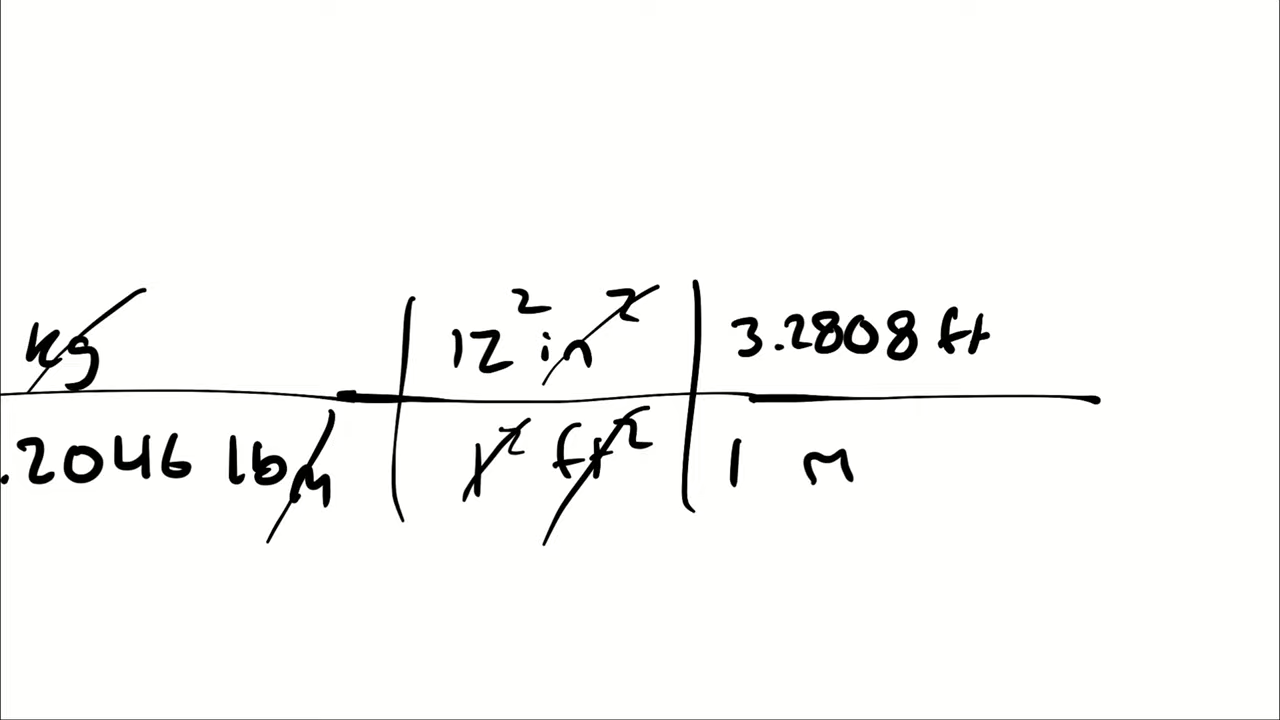 kg 12² in² 3.2808 ft
.2046 lbm 1² ft² 1 m